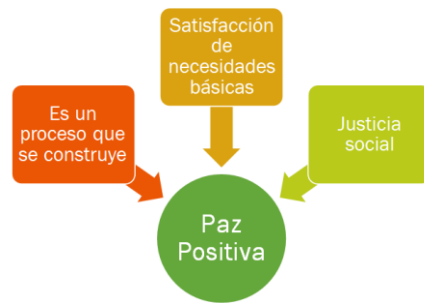 Satisfacción
de
necesidades
básicas
Es un
proceso que
se construye
Justicia
social
Paz
Positiva